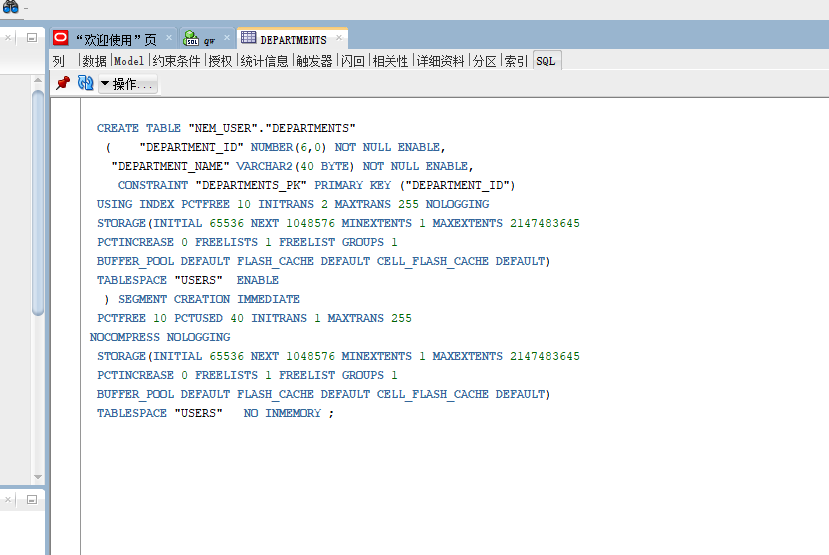 “欢迎使用”页 qw DEPARTMENTS
列 数据 Model 约束条件 授权 统计信息 触发器 闪回 相关性 详细资料 分区 索引 SQL
操作...
CREATE TABLE "NEM_USER"."DEPARTMENTS"
( "DEPARTMENT_ID" NUMBER(6,0) NOT NULL ENABLE,
"DEPARTMENT_NAME" VARCHAR2(40 BYTE) NOT NULL ENABLE,
CONSTRAINT "DEPARTMENTS_PK" PRIMARY KEY ("DEPARTMENT_ID")
USING INDEX PCTFREE 10 INITRANS 2 MAXTRANS 255 NOLOGGING
STORAGE(INITIAL 65536 NEXT 1048576 MINEXTENTS 1 MAXEXTENTS 2147483645
PCTINCREASE 0 FREELISTS 1 FREELIST GROUPS 1
BUFFER_POOL DEFAULT FLASH_CACHE DEFAULT CELL_FLASH_CACHE DEFAULT)
TABLESPACE "USERS" ENABLE
) SEGMENT CREATION IMMEDIATE
PCTFREE 10 PCTUSED 40 INITRANS 1 MAXTRANS 255
NOCOMPRESS NOLOGGING
STORAGE(INITIAL 65536 NEXT 1048576 MINEXTENTS 1 MAXEXTENTS 2147483645
PCTINCREASE 0 FREELISTS 1 FREELIST GROUPS 1
BUFFER_POOL DEFAULT FLASH_CACHE DEFAULT CELL_FLASH_CACHE DEFAULT)
TABLESPACE "USERS" NO INMEMORY ;